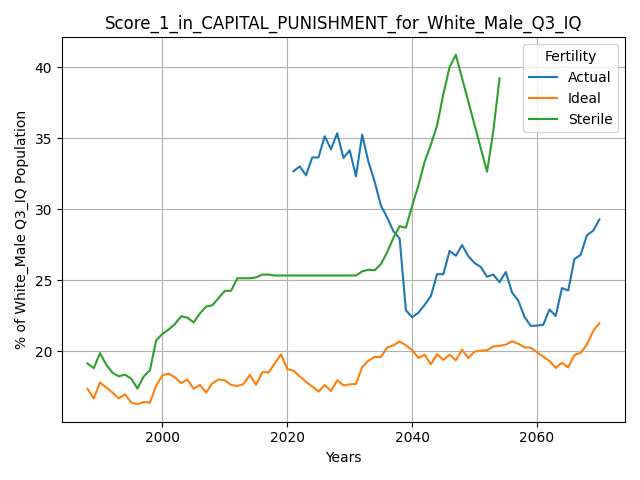 Score_1_in_CAPITAL_PUNISHMENT_for_White_Male_Q3_IQ
% of White_Male Q3_IQ Population
40
35
30
25
20
Fertility
Actual
Ideal
Sterile
2000
2020
2040
2060
Years